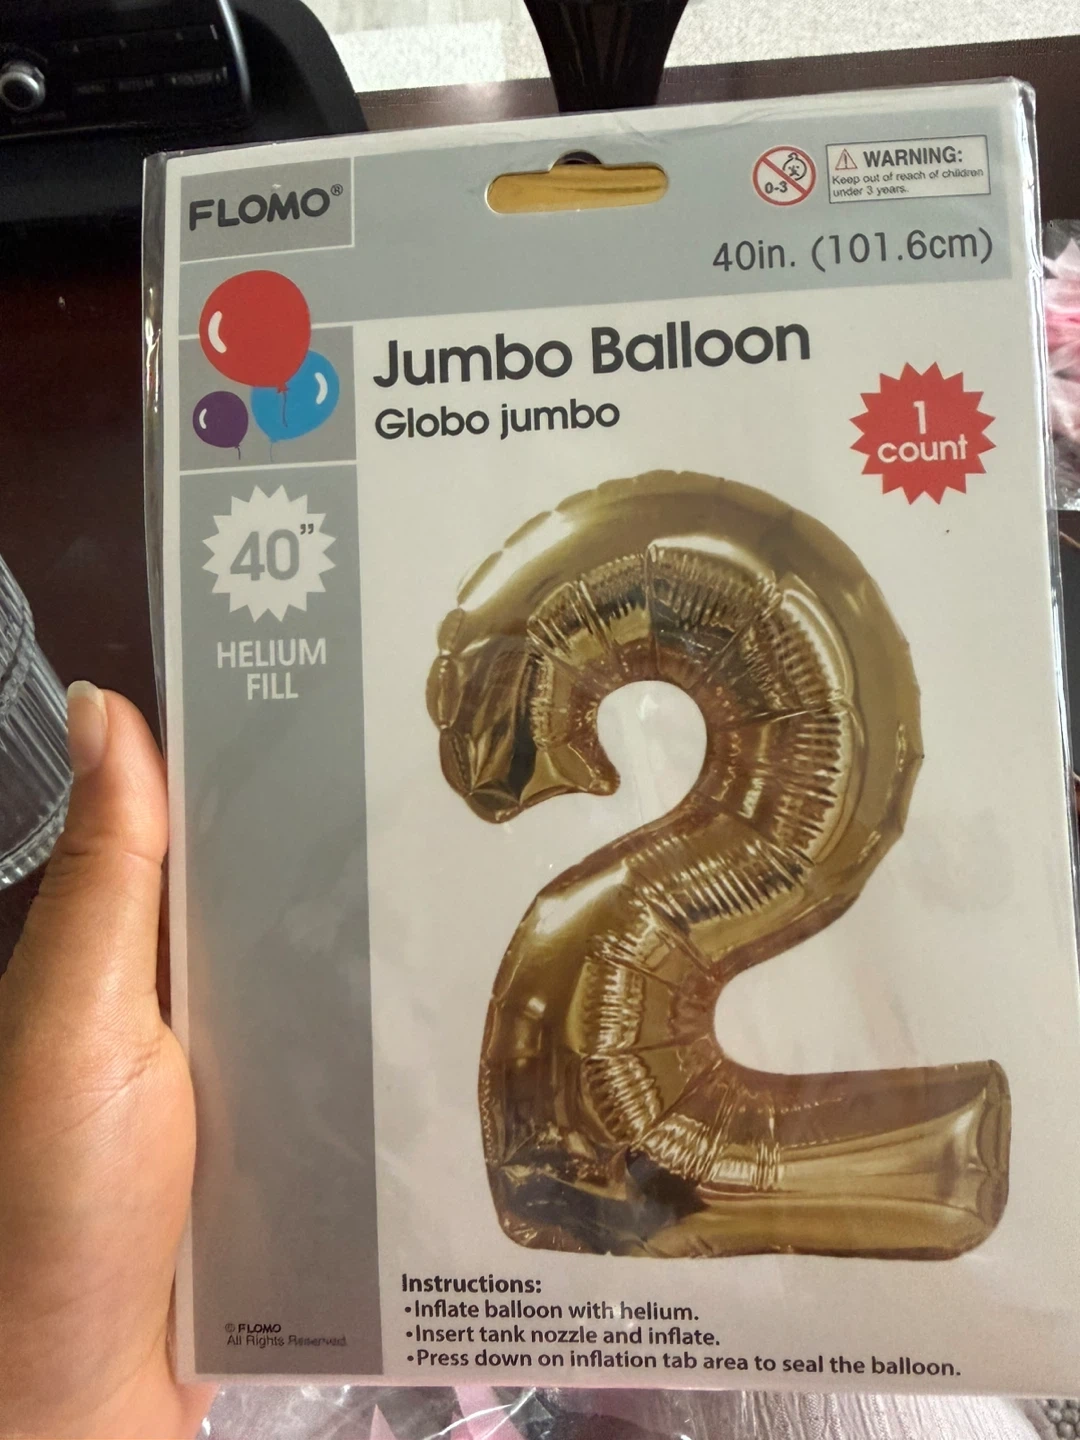 FLOMO®
0-3
WARNING:
Keep out of reach of children
under 3 years.
40in. (101.6cm)
Jumbo Balloon
Globo jumbo
1
count
40”
HELIUM
FILL
Instructions:
•Inflate balloon with helium.
•Insert tank nozzle and inflate.
•Press down on inflation tab area to seal the balloon.
© FLOMO
All Rights Reserved.